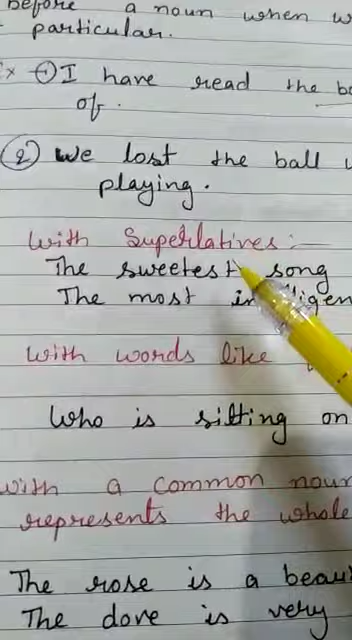 before a noun when
particular.
Ex ① I have read the
of.
② We lost the ball
playing.
With Superlatives:-
The sweetest song
The most
With words like
Who is sitting on
with a common noun
represents the whole
The rose is a
The dove is very